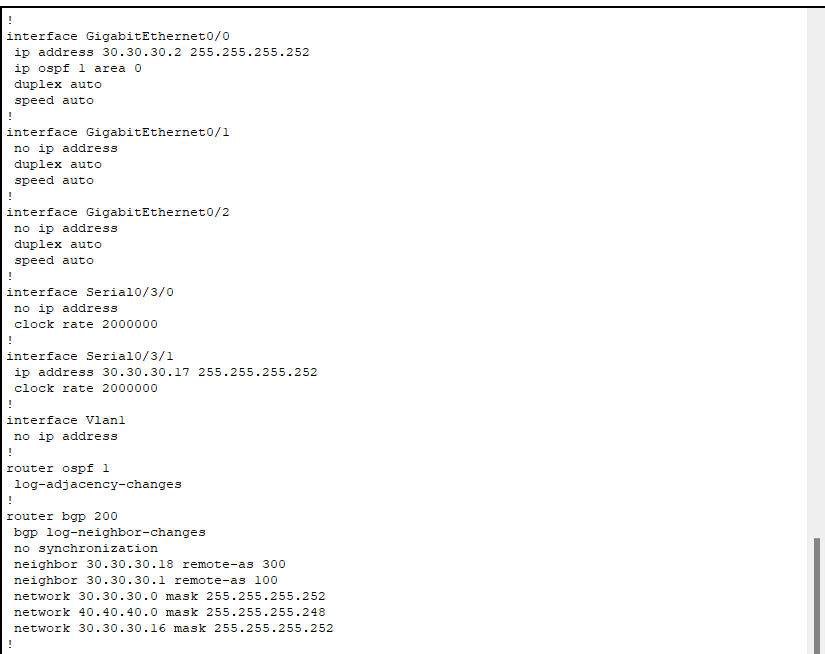 !
interface GigabitEthernet0/0
 ip address 30.30.30.2 255.255.255.252
 ip ospf 1 area 0
 duplex auto
 speed auto
!
interface GigabitEthernet0/1
 no ip address
 duplex auto
 speed auto
!
interface GigabitEthernet0/2
 no ip address
 duplex auto
 speed auto
!
interface Serial0/3/0
 no ip address
 clock rate 2000000
!
interface Serial0/3/1
 ip address 30.30.30.17 255.255.255.252
 clock rate 2000000
!
interface Vlan1
 no ip address
!
router ospf 1
 log-adjacency-changes
!
router bgp 200
 bgp log-neighbor-changes
 no synchronization
 neighbor 30.30.30.18 remote-as 300
 neighbor 30.30.30.1 remote-as 100
 network 30.30.30.0 mask 255.255.255.252
 network 40.40.40.0 mask 255.255.255.248
 network 30.30.30.16 mask 255.255.255.252
!